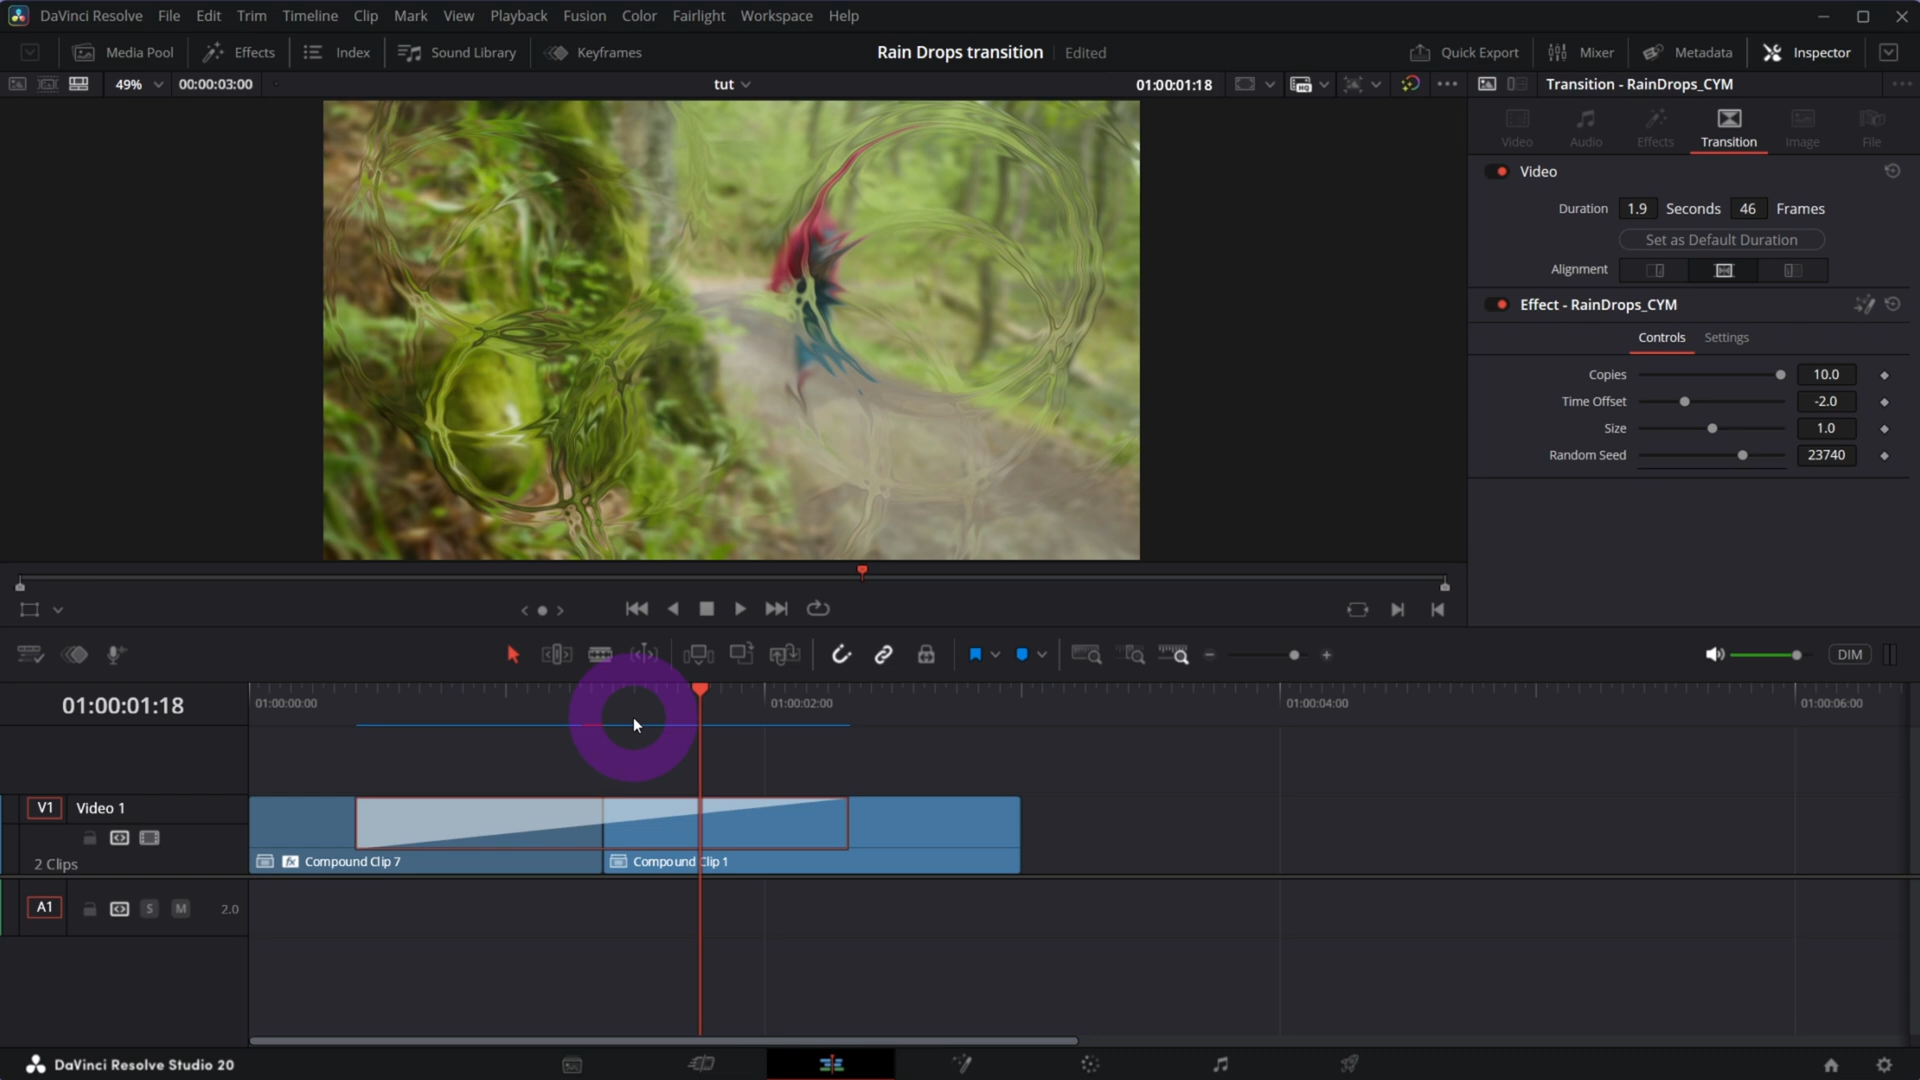 DaVinci Resolve File Edit Trim Timeline Clip Mark View Playback Fusion Color Fairlight Workspace Help
Media Pool Effects Index Sound Library Keyframes Rain Drops transition Edited Quick Export Mixer Metadata Inspector
49% 00:00:03:00 tut 01:00:01:18 Transition - RainDrops_CYM
Video Audio Effects Transition Image File
Video
Duration 1.9 Seconds 46 Frames
Set as Default Duration
Alignment
Effect - RainDrops_CYM
Controls Settings
Copies 10.0
Time Offset -2.0
Size 1.0
Random Seed 23740
DIM
01:00:01:18 01:00:00:00 01:00:02:00 01:00:04:00 01:00:06:00
V1 Video 1
2 Clips Compound Clip 7 Compound Clip 1
A1 S M 2.0
DaVinci Resolve Studio 20